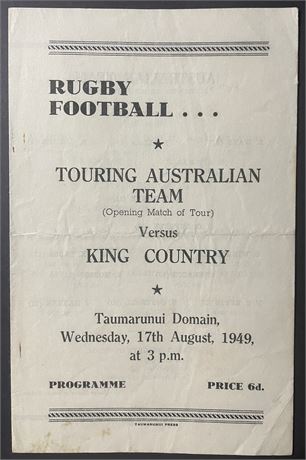 RUGBY
FOOTBALL . . .
TOURING AUSTRALIAN
TEAM
(Opening Match of Tour)
Versus
KING COUNTRY
Taumarunui Domain,
Wednesday, 17th August, 1949,
at 3 p.m.
PROGRAMME PRICE 6d.
TAUMARUNUI PRESS